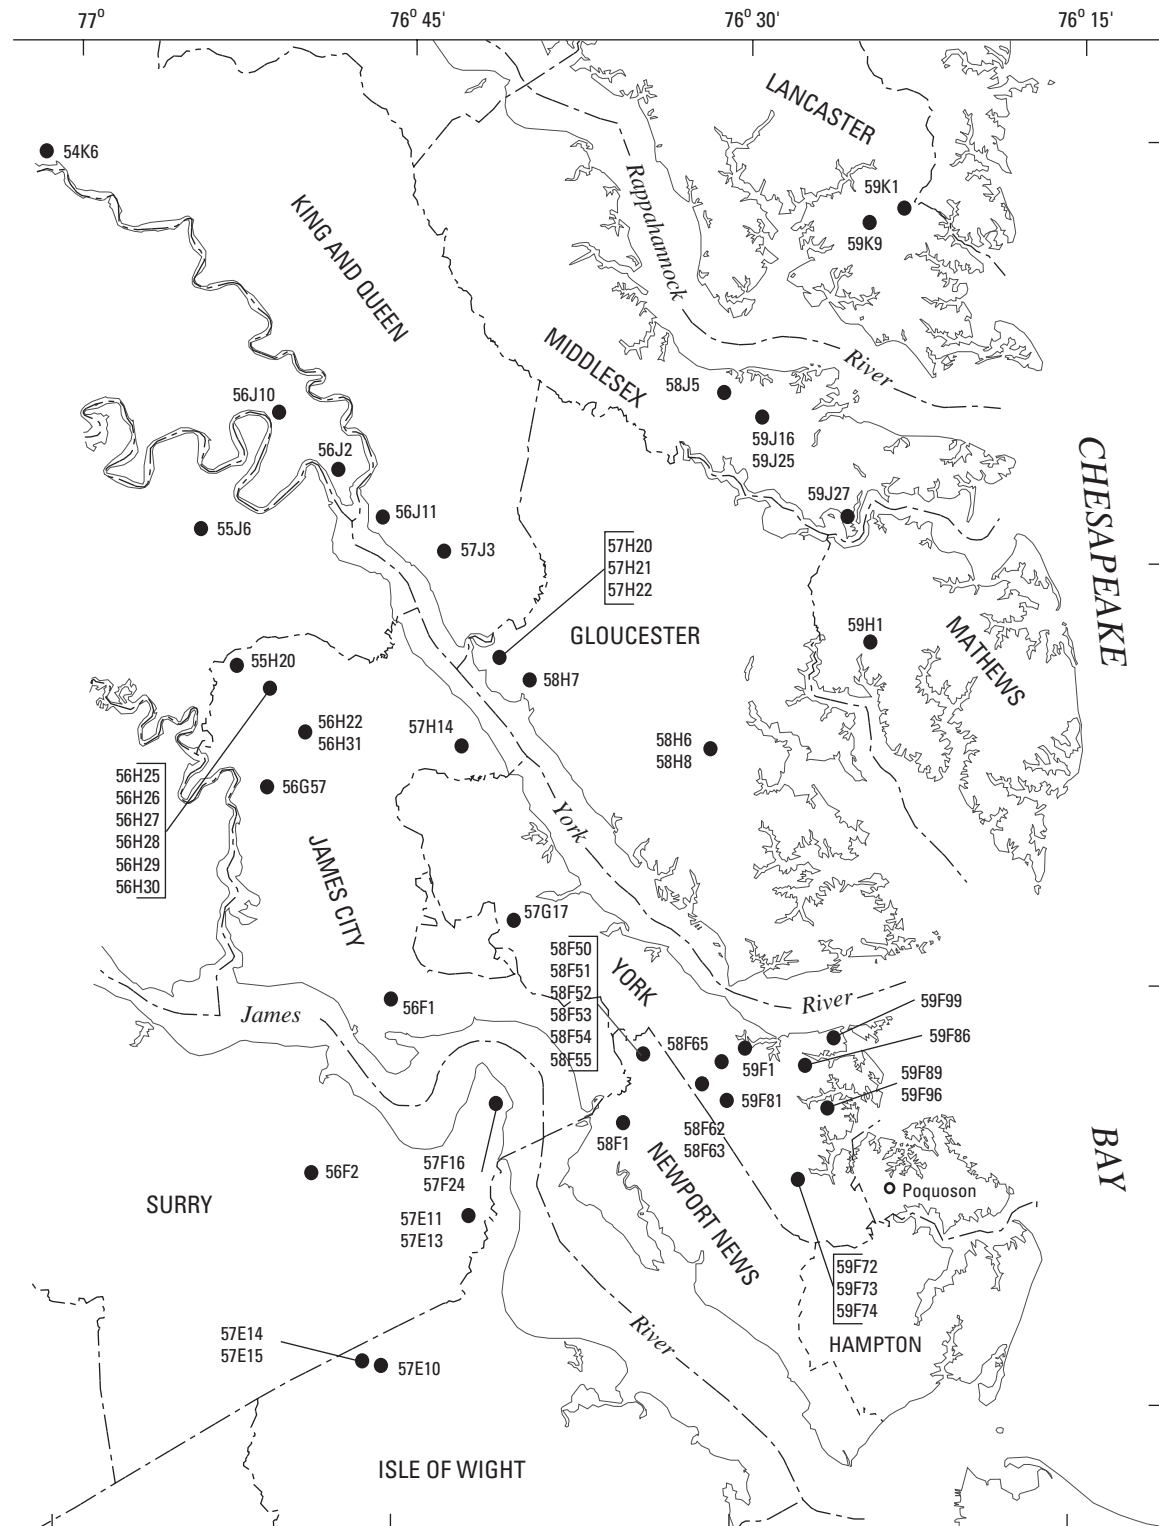 77°
76° 45'
76° 30'
76° 15'
LANCASTER
54K6
59K1
59K9
KING AND QUEEN
Rappahannock
River
MIDDLESEX
58J5
56J10
59J16
59J25
56J2
59J27
56J11
55J6
57J3
CHESAPEAKE
57H20
57H21
57H22
GLOUCESTER
59H1
MATHEWS
55H20
58H7
56H22
56H31
57H14
58H6
58H8
56H25
56H26
56H27
56H28
56H29
56H30
56G57
York
JAMES CITY
57G17
58F50
58F51
58F52
58F53
58F54
58F55
YORK
River
56F1
James
59F99
59F86
58F65
59F1
59F89
59F96
59F81
58F1
58F62
58F63
BAY
57F16
57F24
56F2
NEWPORT NEWS
Poquoson
SURRY
57E11
57E13
59F72
59F73
59F74
River
HAMPTON
57E14
57E15
57E10
ISLE OF WIGHT